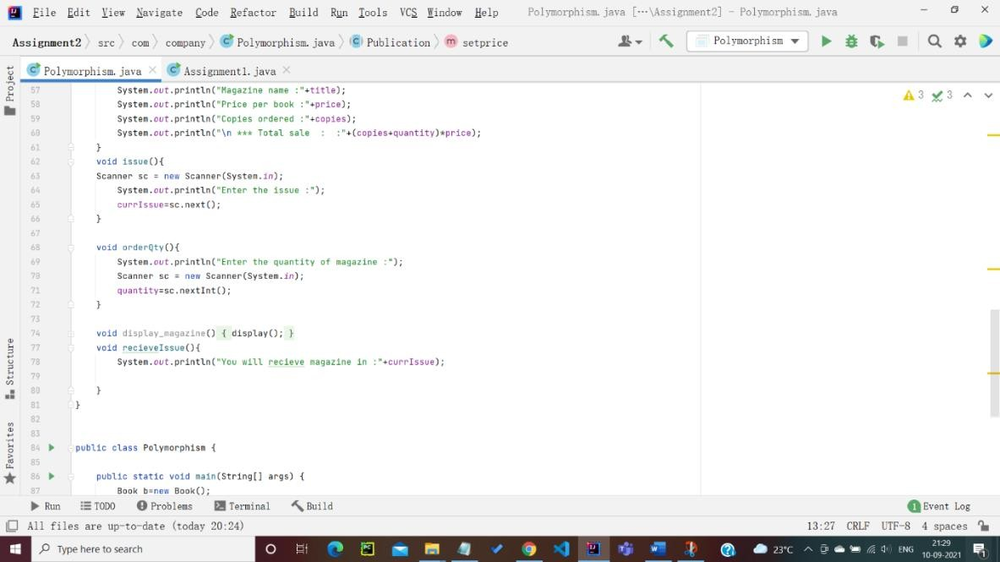 File Edit View Navigate Code Refactor Build Run Tools VCS Window Help Polymorphism.java [...\Assignment2] - Polymorphism.java
Assignment2 src com company Polymorphism.java Publication setprice Polymorphism
Project
Polymorphism.java Assignment1.java
57 System.out.println("Magazine name :"+title);
58 System.out.println("Price per book :"+price);
59 System.out.println("Copies ordered :"+copies);
60 System.out.println("\n *** Total sale  :  :"+(copies+quantity)*price);
61 }
62 void issue(){
63 Scanner sc = new Scanner(System.in);
64 System.out.println("Enter the issue :");
65 currIssue=sc.next();
66 }
67
68 void orderQty(){
69 System.out.println("Enter the quantity of magazine :");
70 Scanner sc = new Scanner(System.in);
71 quantity=sc.nextInt();
72 }
73
74 void display_magazine() { display(); }
77 void recieveIssue(){
78 System.out.println("You will recieve magazine in :"+currIssue);
79
80 }
81 }
82
83
84 public class Polymorphism {
85
86 public static void main(String[] args) {
87 Book b=new Book();
3 3
Structure
Favorites
Run TODO Problems Terminal Build 1 Event Log
All files are up-to-date (today 20:24) 13:27 CRLF UTF-8 4 spaces
Type here to search 23°C ENG 21:29
10-09-2021